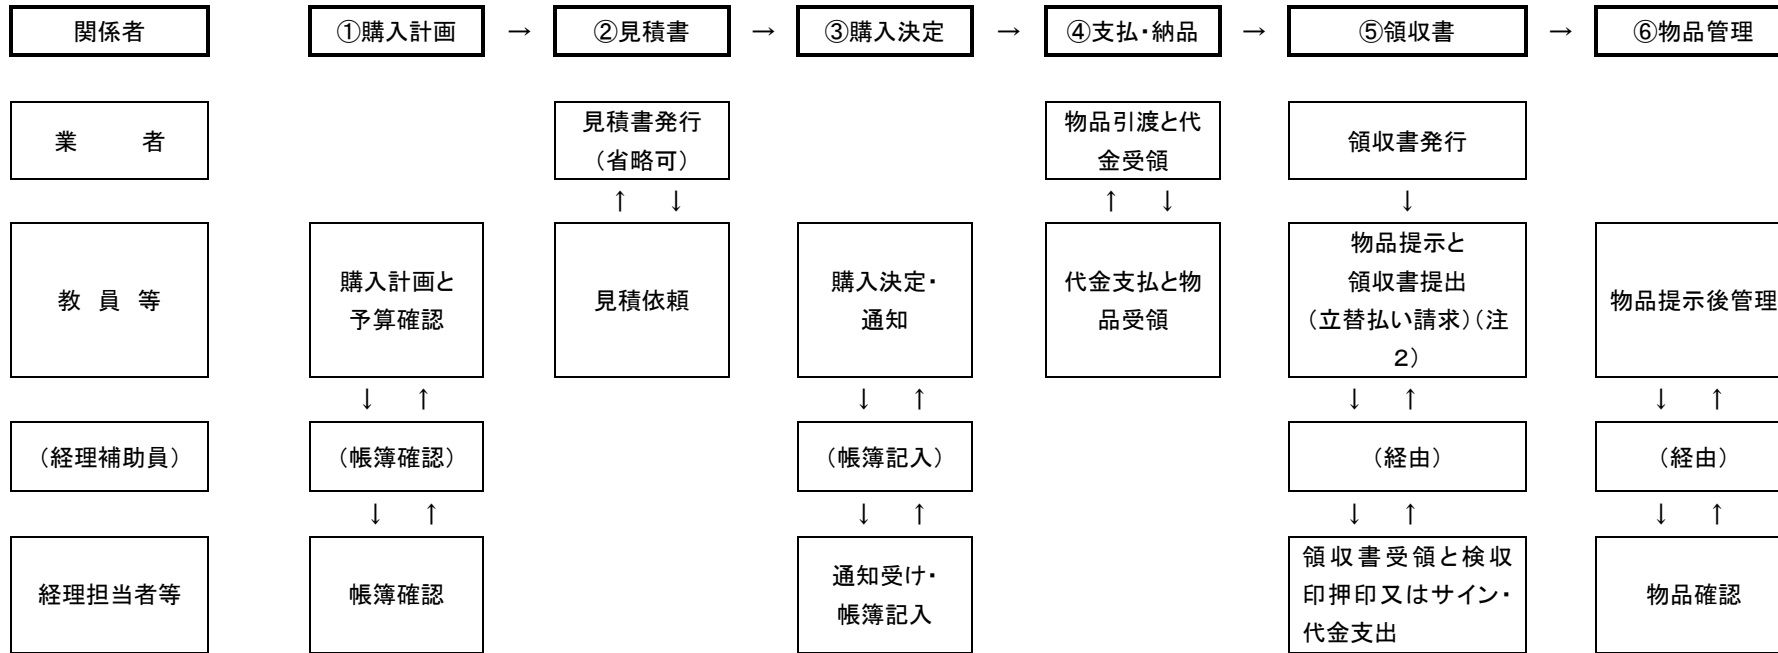 関係者 ①購入計画 → ②見積書 → ③購入決定 → ④支払・納品 → ⑤領収書 → ⑥物品管理
業　　者
見積書発行
（省略可）
物品引渡と代
金受領
領収書発行
↑ ↓ ↑ ↓ ↓
教 員 等
購入計画と
予算確認
見積依頼
購入決定・
通知
代金支払と物
品受領
物品提示と
領収書提出
（立替払い請求）（注
２）
物品提示後管理
↓ ↑ ↓ ↑ ↓ ↑ ↓ ↑
（経理補助員） （帳簿確認） （帳簿記入） （経由） （経由）
↓ ↑ ↓ ↑ ↓ ↑ ↓ ↑
経理担当者等
帳簿確認
通知受け・
帳簿記入
領収書受領と検収
印押印又はサイン・
代金支出
物品確認